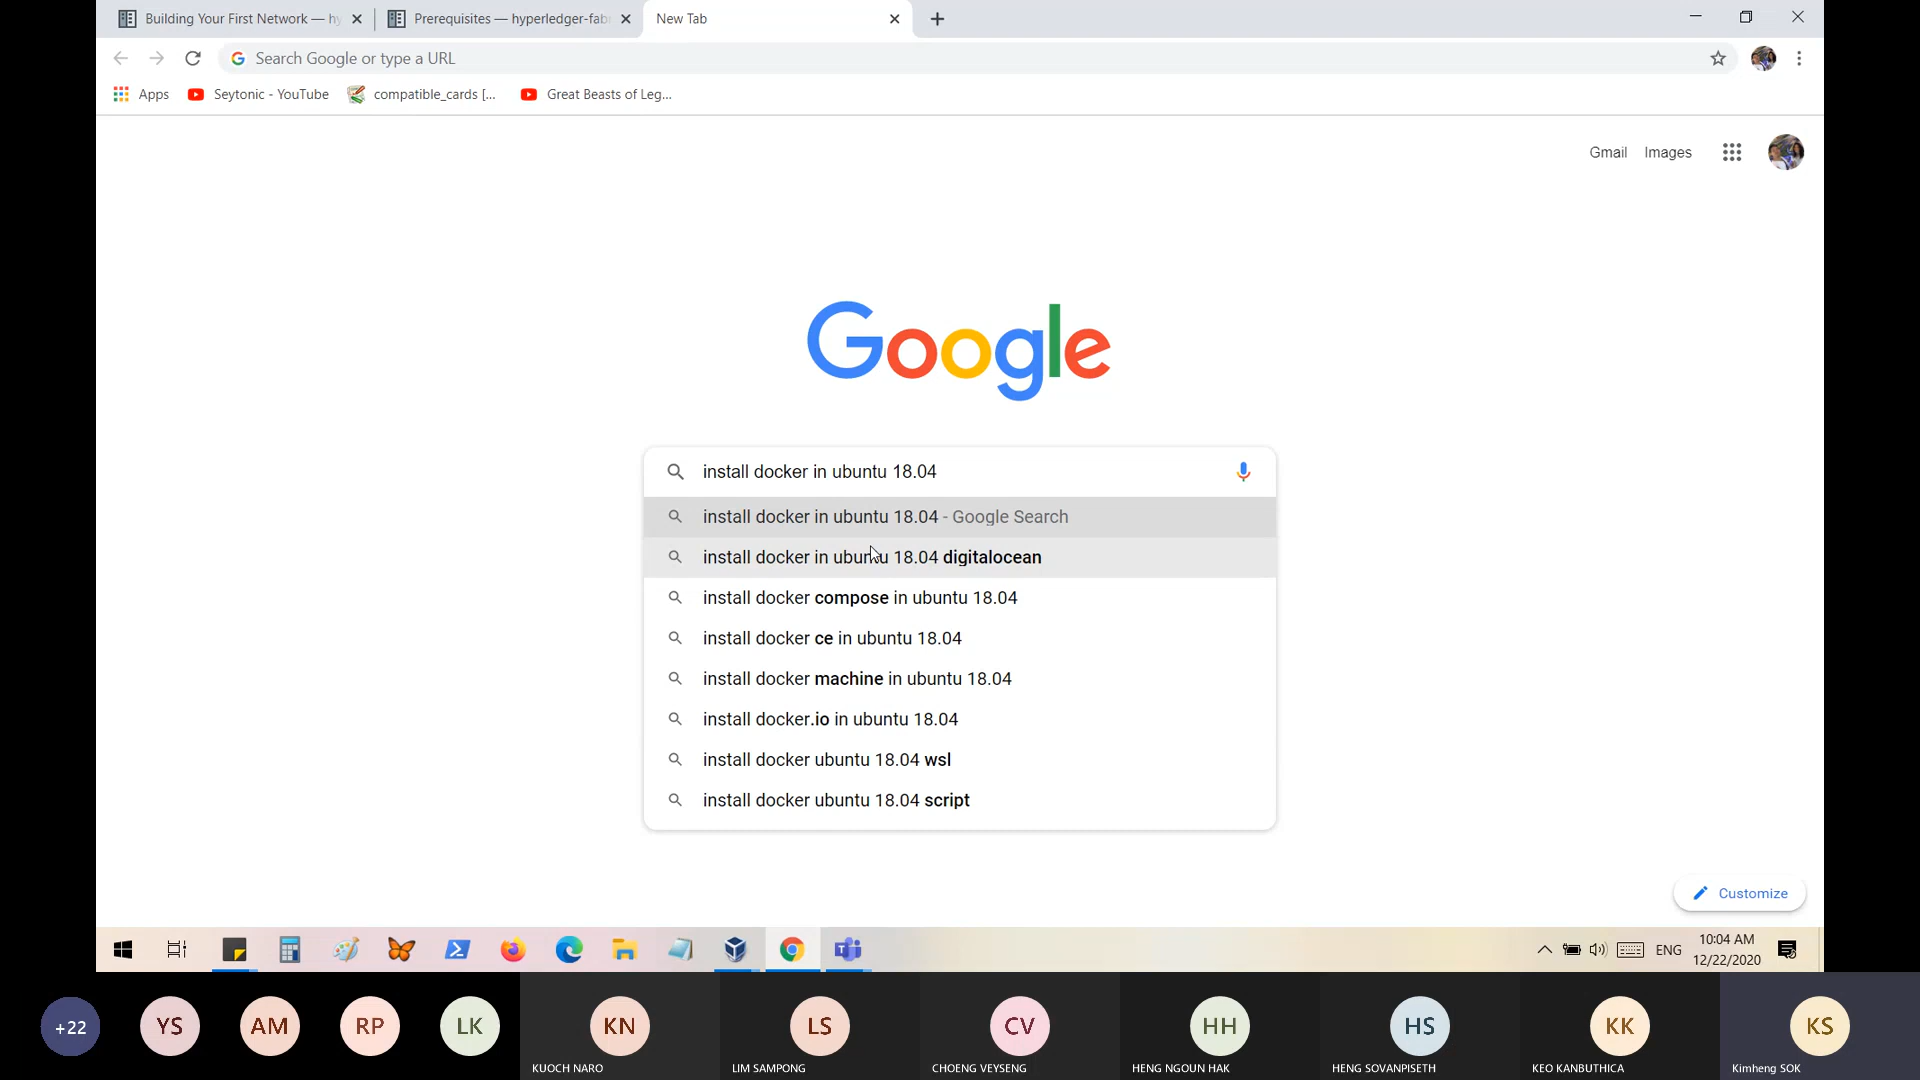 Building Your First Network — hy
Prerequisites — hyperledger-fab
New Tab
Search Google or type a URL
Apps
Seytonic - YouTube
compatible_cards [...
Great Beasts of Leg...
Gmail
Images
Google
install docker in ubuntu 18.04
install docker in ubuntu 18.04 - Google Search
install docker in ubuntu 18.04 digitalocean
install docker compose in ubuntu 18.04
install docker ce in ubuntu 18.04
install docker machine in ubuntu 18.04
install docker.io in ubuntu 18.04
install docker ubuntu 18.04 wsl
install docker ubuntu 18.04 script
Customize
ENG
10:04 AM
12/22/2020
+22
YS
AM
RP
LK
KN
KUOCH NARO
LS
LIM SAMPONG
CV
CHOENG VEYSENG
HH
HENG NGOUN HAK
HS
HENG SOVANPISETH
KK
KEO KANBUTHICA
KS
Kimheng SOK